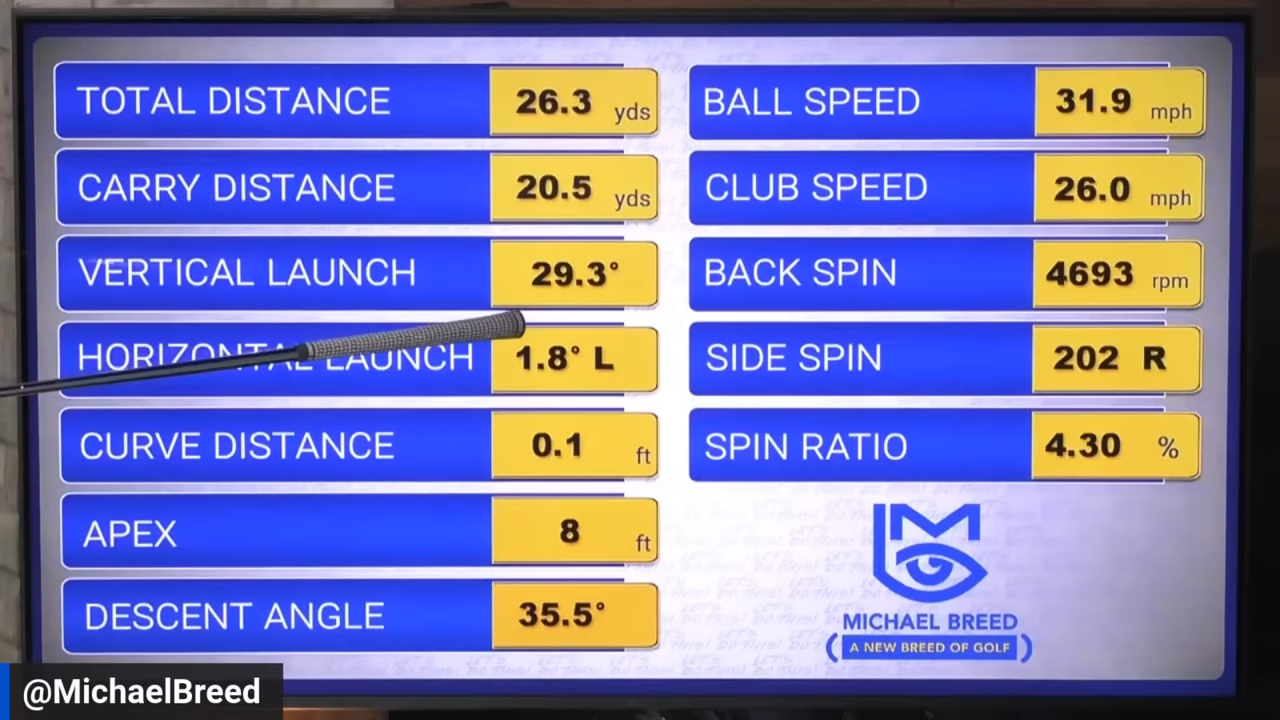 TOTAL DISTANCE 26.3 yds
CARRY DISTANCE 20.5 yds
VERTICAL LAUNCH 29.3°
HORIZONTAL LAUNCH 1.8° L
CURVE DISTANCE 0.1 ft
APEX 8 ft
DESCENT ANGLE 35.5°
BALL SPEED 31.9 mph
CLUB SPEED 26.0 mph
BACK SPIN 4693 rpm
SIDE SPIN 202 R
SPIN RATIO 4.30 %
MICHAEL BREED
(A NEW BREED OF GOLF)
@MichaelBreed